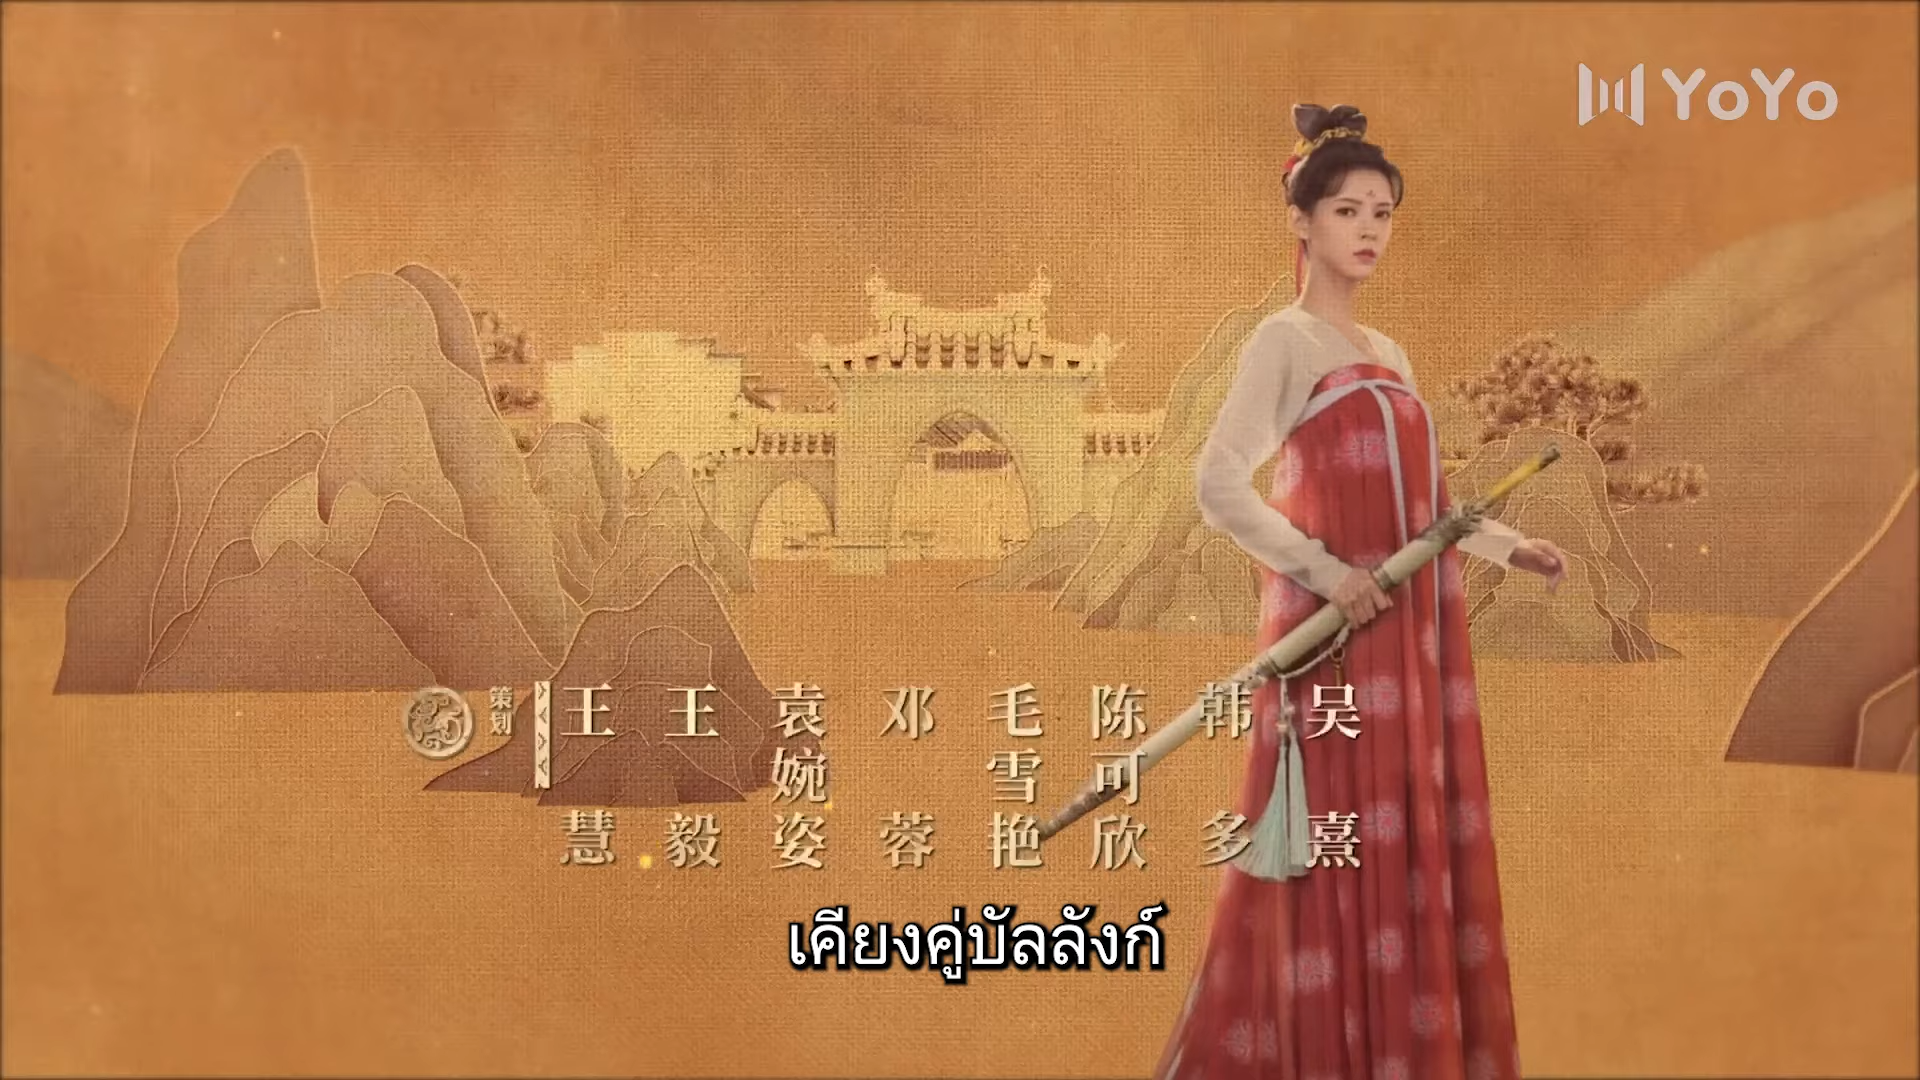 YoYo
策划
王慧
王毅
袁婉姿
邓蓉
毛雪艳
陈可欣
韩多
吴熹
เคียงคู่บัลลังก์